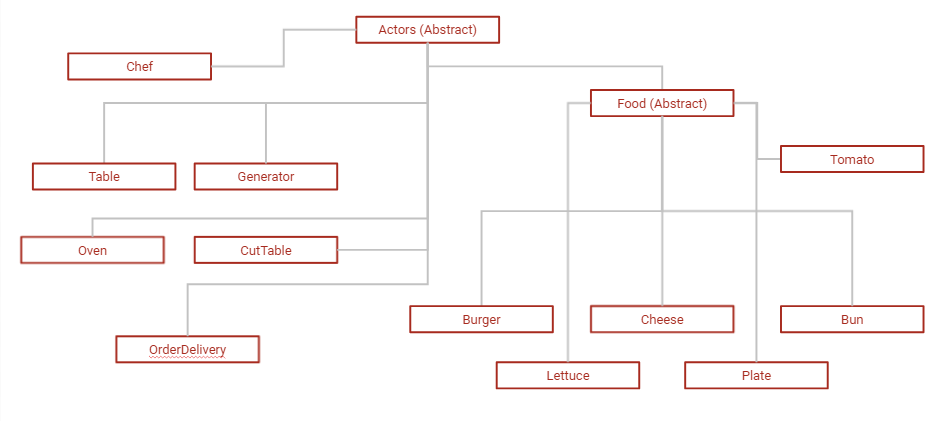 Actors (Abstract)
Chef
Food (Abstract)
Tomato
Table
Generator
Oven
CutTable
Burger
Cheese
Bun
OrderDelivery
Lettuce
Plate